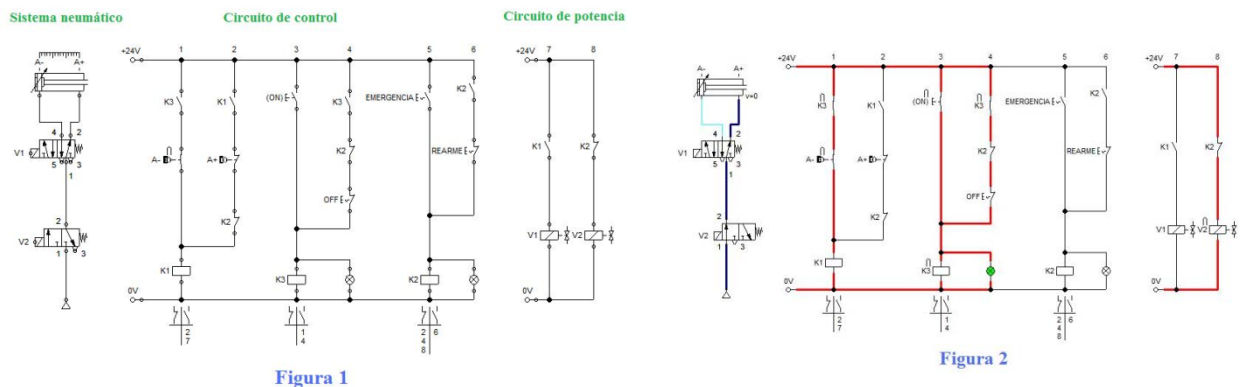 Sistema neumático
Circuito de control
Circuito de potencia
A- A+
4 2
V1
5 3
1
2
V2
1 3
+24V
1 2 3 4 5 6
K3 K1 (ON) K3 EMERGENCIA K2
A- A+ K2 REARME
K2 OFF
K1 K3 K2
0V
2 1 2 6
7 4 4
8
+24V
7 8
K1 K2
V1 V2
0V
Figura 1
A- A+
v=0
4 2
V1
5 3
1
2
V2
1 3
+24V
1 2 3 4 5 6
K3 K1 (ON) K3 EMERGENCIA K2
A- A+ K2 REARME
K2 OFF
K1 K3 K2
0V
2 1 2 6
7 4 4
8
+24V
7 8
K1 K2
V1 V2
0V
Figura 2